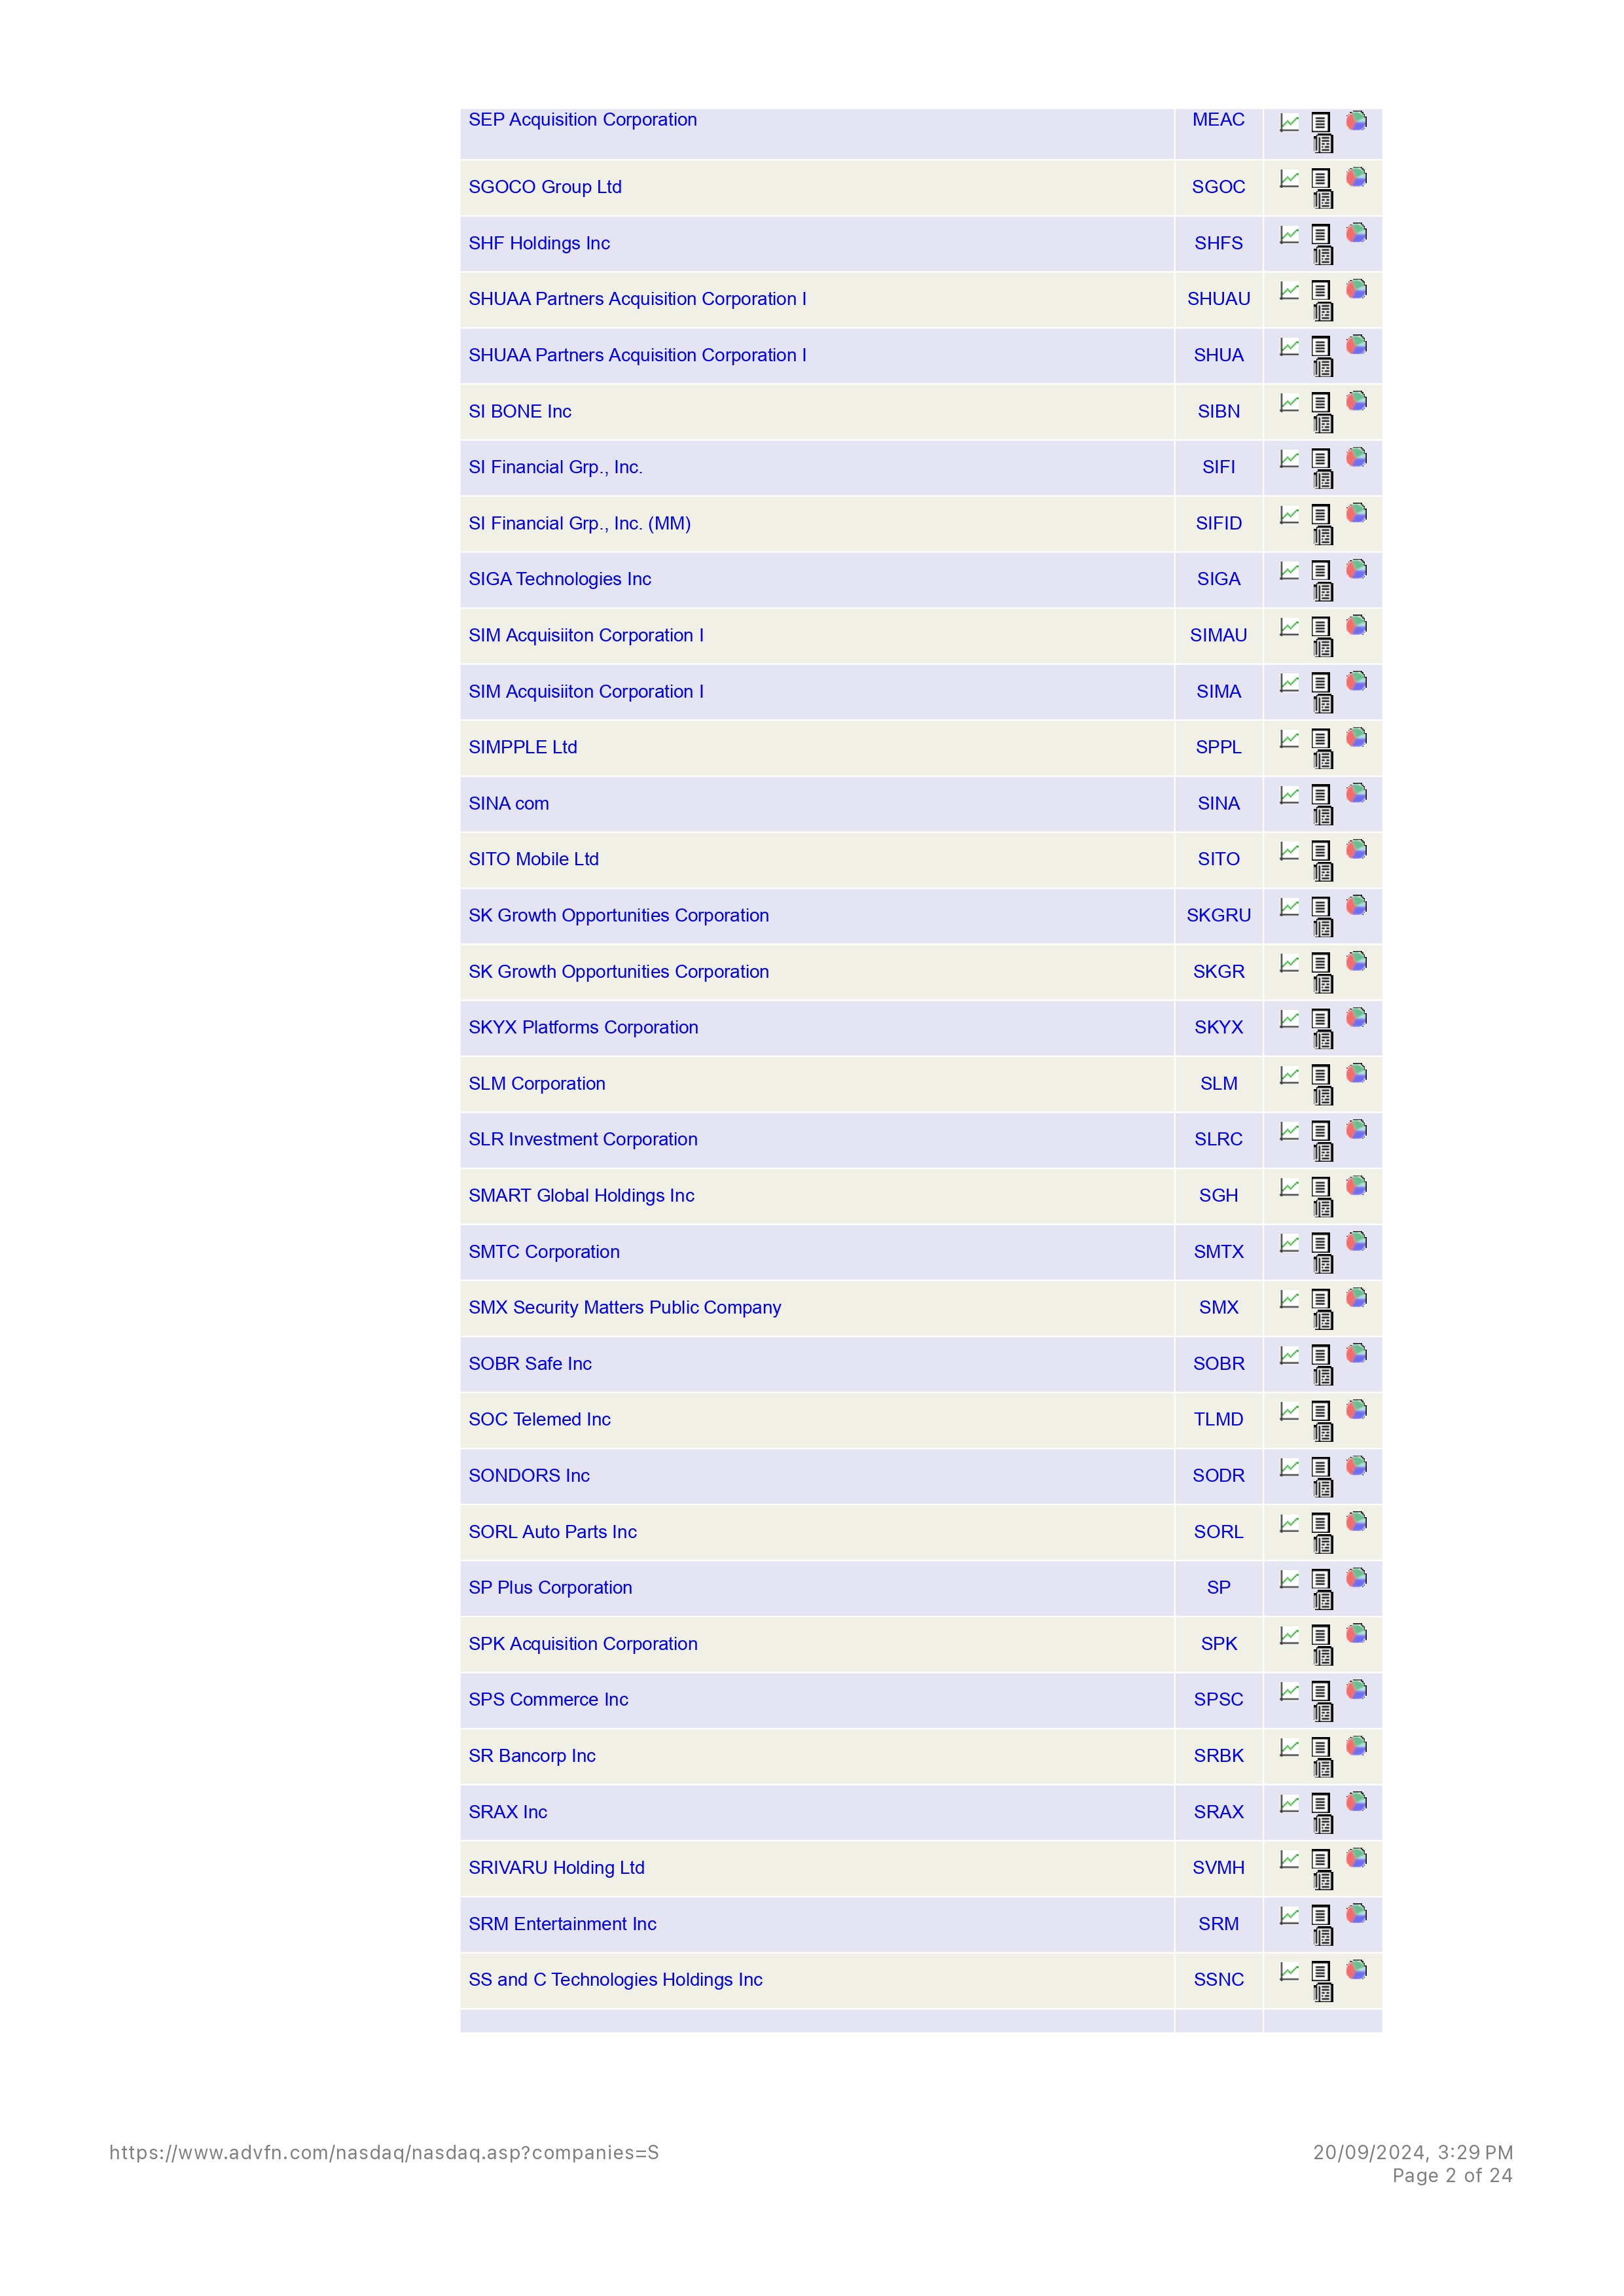 SEP Acquisition Corporation MEAC
SGOCO Group Ltd SGOC
SHF Holdings Inc SHFS
SHUAA Partners Acquisition Corporation I SHUAU
SHUAA Partners Acquisition Corporation I SHUA
SI BONE Inc SIBN
SI Financial Grp., Inc. SIFI
SI Financial Grp., Inc. (MM) SIFID
SIGA Technologies Inc SIGA
SIM Acquisiiton Corporation I SIMAU
SIM Acquisiiton Corporation I SIMA
SIMPPLE Ltd SPPL
SINA com SINA
SITO Mobile Ltd SITO
SK Growth Opportunities Corporation SKGRU
SK Growth Opportunities Corporation SKGR
SKYX Platforms Corporation SKYX
SLM Corporation SLM
SLR Investment Corporation SLRC
SMART Global Holdings Inc SGH
SMTC Corporation SMTX
SMX Security Matters Public Company SMX
SOBR Safe Inc SOBR
SOC Telemed Inc TLMD
SONDORS Inc SODR
SORL Auto Parts Inc SORL
SP Plus Corporation SP
SPK Acquisition Corporation SPK
SPS Commerce Inc SPSC
SR Bancorp Inc SRBK
SRAX Inc SRAX
SRIVARU Holding Ltd SVMH
SRM Entertainment Inc SRM
SS and C Technologies Holdings Inc SSNC
https://www.advfn.com/nasdaq/nasdaq.asp?companies=S 20/09/2024, 3:29 PM
Page 2 of 24